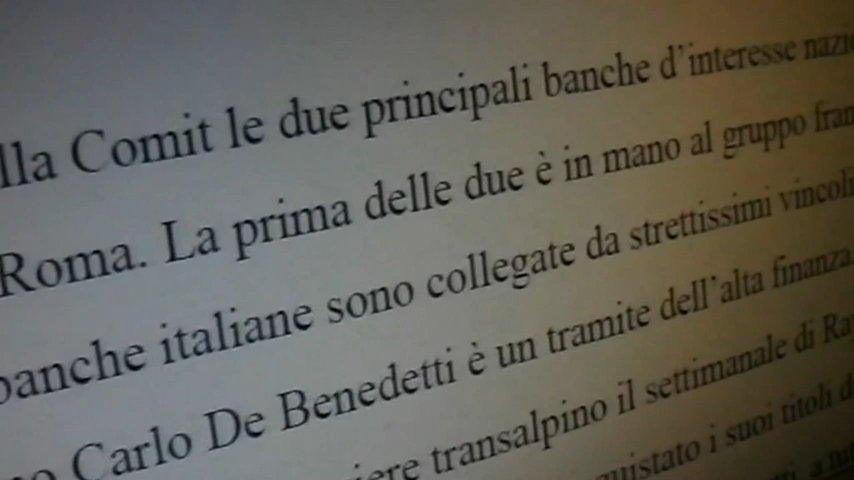 lla Comit le due principali banche d'interesse
Roma. La prima delle due è in mano al gruppo
banche italiane sono collegate da strettissimi vincoli
Carlo De Benedetti è un tramite dell'alta finanza
transalpino il settimanale di
i suoi titoli